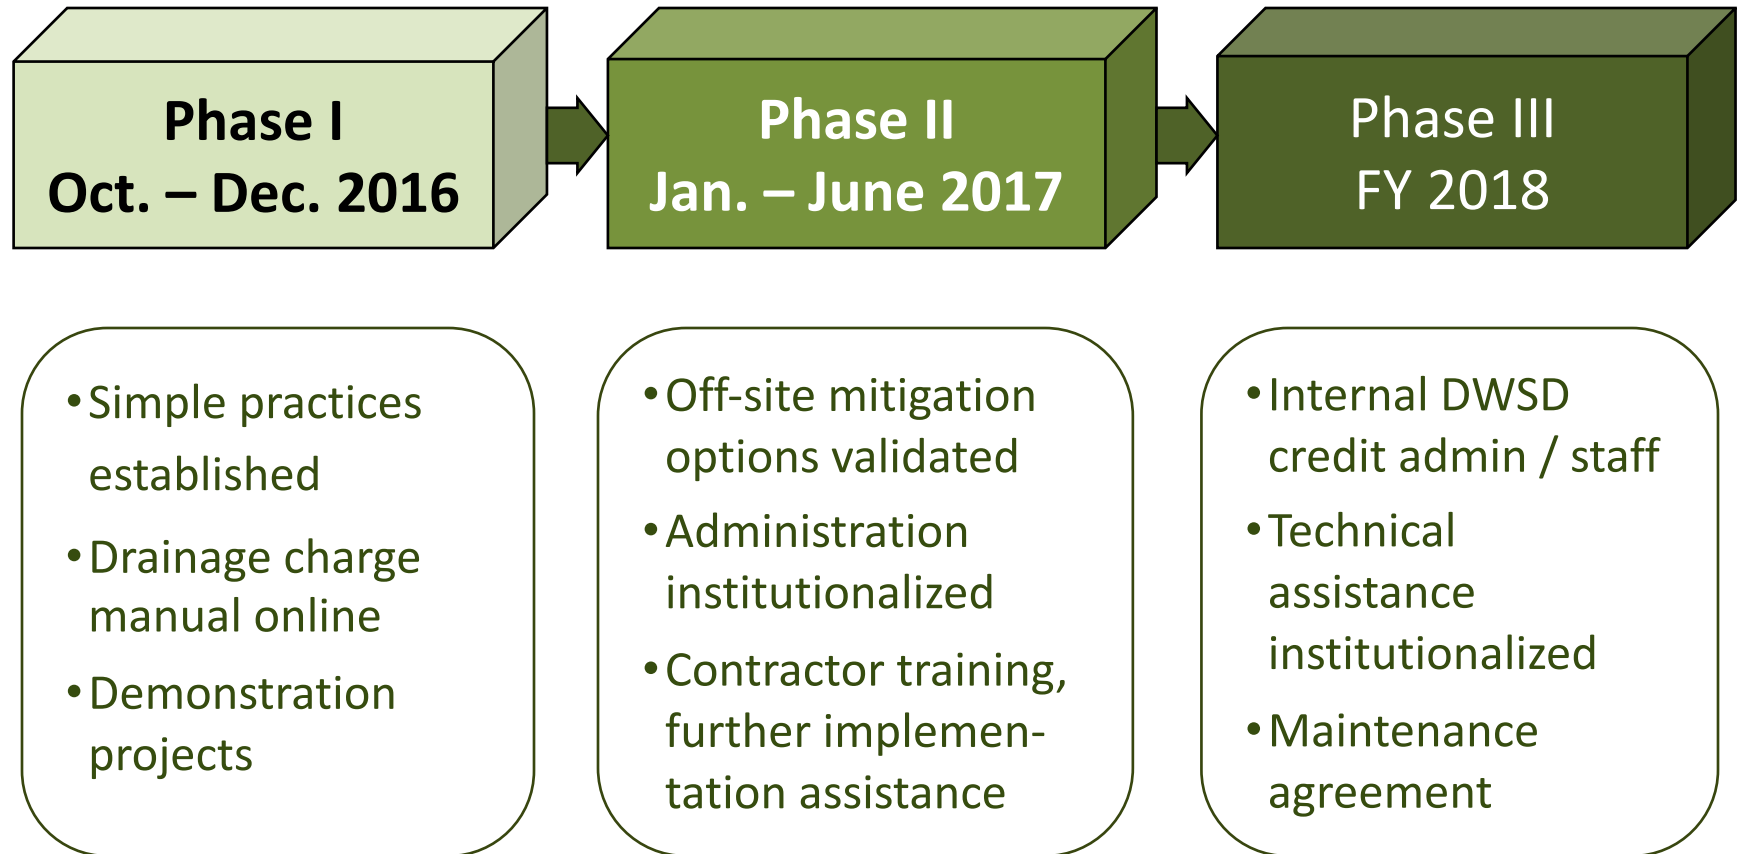 Phase I
Oct. – Dec. 2016
Phase II
Jan. – June 2017
Phase III
FY 2018
•Simple practices
established
•Drainage charge
manual online
•Demonstration
projects
•Off-site mitigation
options validated
•Administration
institutionalized
•Contractor training,
further implemen-
tation assistance
•Internal DWSD
credit admin / staff
•Technical
assistance
institutionalized
•Maintenance
agreement